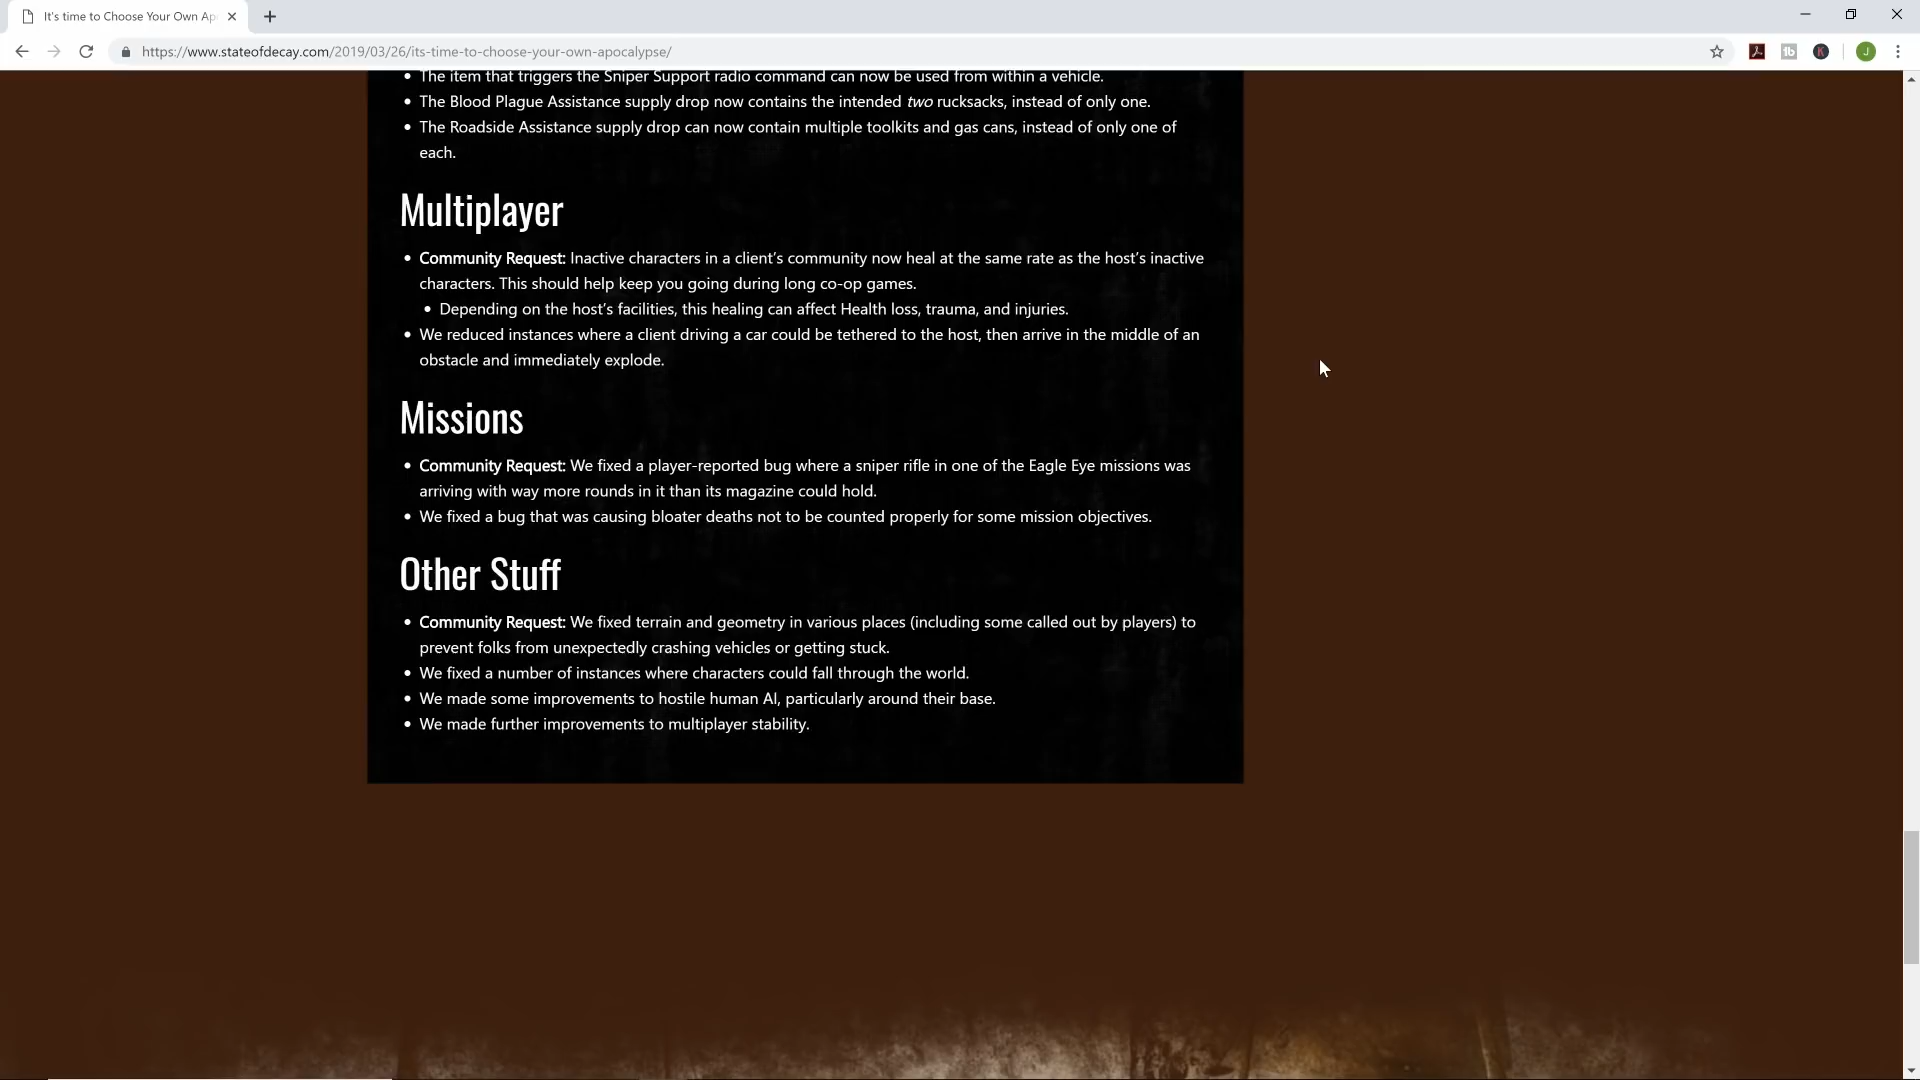 It's time to Choose Your Own Ap
https://www.stateofdecay.com/2019/03/26/its-time-to-choose-your-own-apocalypse/
J
The item that triggers the Sniper Support radio command can now be used from within a vehicle.
The Blood Plague Assistance supply drop now contains the intended two rucksacks, instead of only one.
The Roadside Assistance supply drop can now contain multiple toolkits and gas cans, instead of only one of
each.
Multiplayer
Community Request: Inactive characters in a client’s community now heal at the same rate as the host’s inactive
characters. This should help keep you going during long co-op games.
Depending on the host’s facilities, this healing can affect Health loss, trauma, and injuries.
We reduced instances where a client driving a car could be tethered to the host, then arrive in the middle of an
obstacle and immediately explode.
Missions
Community Request: We fixed a player-reported bug where a sniper rifle in one of the Eagle Eye missions was
arriving with way more rounds in it than its magazine could hold.
We fixed a bug that was causing bloater deaths not to be counted properly for some mission objectives.
Other Stuff
Community Request: We fixed terrain and geometry in various places (including some called out by players) to
prevent folks from unexpectedly crashing vehicles or getting stuck.
We fixed a number of instances where characters could fall through the world.
We made some improvements to hostile human AI, particularly around their base.
We made further improvements to multiplayer stability.